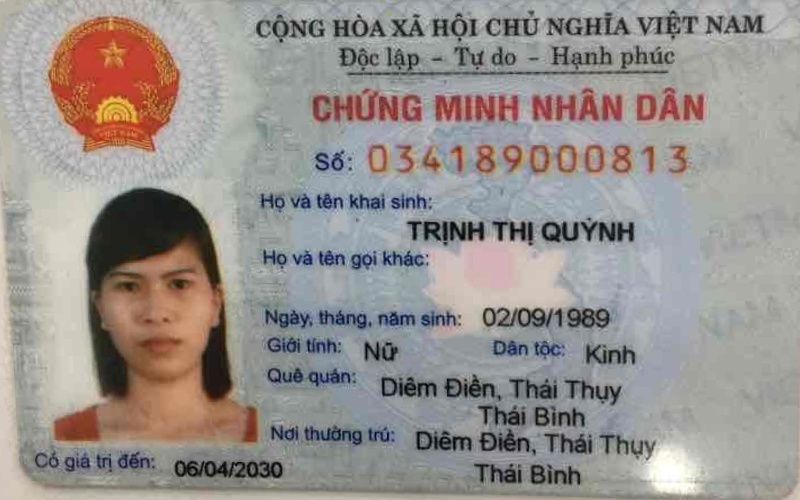 CỘNG HÒA XÃ HỘI CHỦ NGHĨA VIỆT NAM
Độc lập – Tự do – Hạnh phúc
CHỨNG MINH NHÂN DÂN
Số: 034189000813
Họ và tên khai sinh:
TRỊNH THỊ QUỲNH
Họ và tên gọi khác:
Ngày, tháng, năm sinh: 02/09/1989
Giới tính: Nữ Dân tộc: Kinh
Quê quán: Diêm Điền, Thái Thụy
Thái Bình
Nơi thường trú: Diêm Điền, Thái Thụy
Thái Bình
Có giá trị đến: 06/04/2030
VIỆT NAM